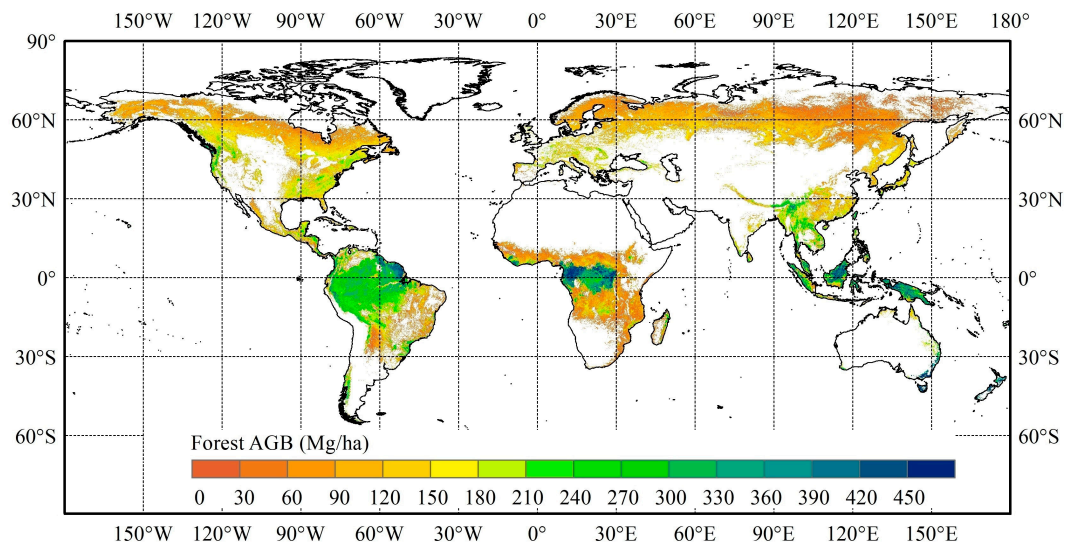 150°W 120°W 90°W 60°W 30°W 0° 30°E 60°E 90°E 120°E 150°E 180°
90°
60°N 60°N
30°N 30°N
0° 0°
30°S 30°S
60°S 60°S
Forest AGB (Mg/ha)
0 30 60 90 120 150 180 210 240 270 300 330 360 390 420 450
150°W 120°W 90°W 60°W 30°W 0° 30°E 60°E 90°E 120°E 150°E 180°